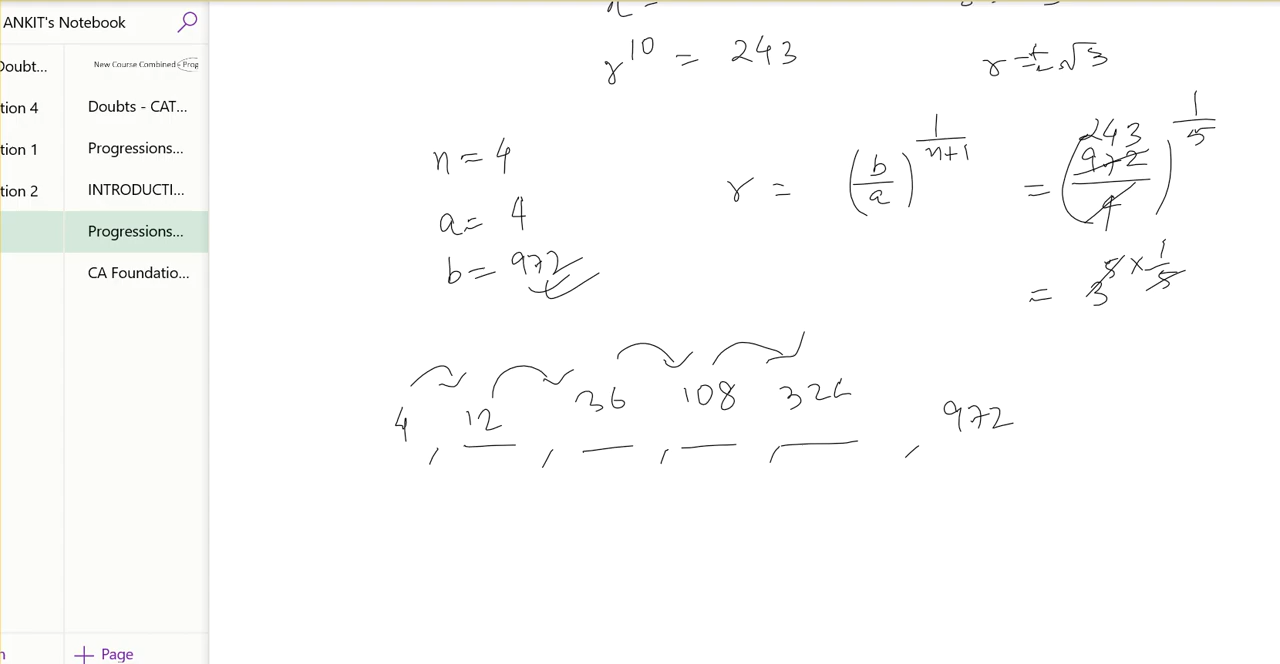 ANKIT's Notebook
Doubt...
New Course Combined - Prog
tion 4
Doubts - CAT...
tion 1
Progressions...
tion 2
INTRODUCTI...
Progressions...
CA Foundatio...
+ Page
r^10 = 243
r = ±√3
n = 4
a = 4
b = 972
r = (b/a)^(1/(n+1)) = (972/4)^(1/5)
243
= 3^(5 × 1/5)
4, 12, 36, 108, 324, 972